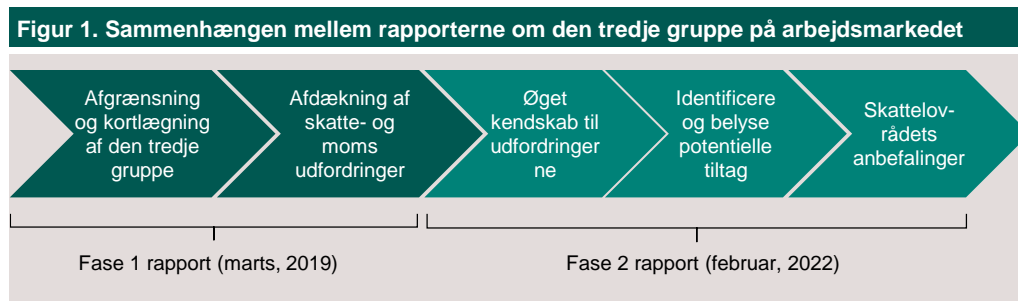 Figur 1. Sammenhængen mellem rapporterne om den tredje gruppe på arbejdsmarkedet
Afgrænsning
og kortlægning
af den tredje
gruppe
Afdækning af
skatte- og
moms
udfordringer
Øget
kendskab til
udfordringer
ne
Identificere
og belyse
potentielle
tiltag
Skattelov-
rådets
anbefalinger
Fase 1 rapport (marts, 2019)
Fase 2 rapport (februar, 2022)